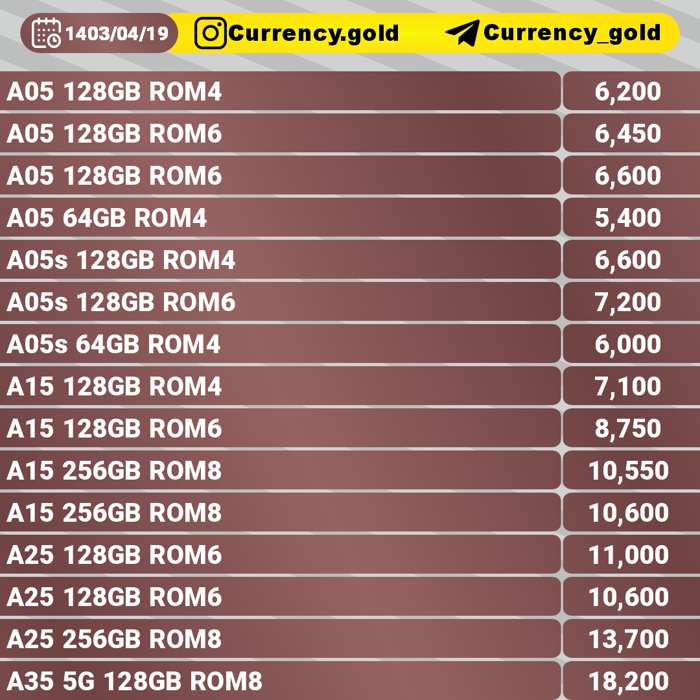 1403/04/19 Currency.gold Currency_gold
A05 128GB ROM4 6,200
A05 128GB ROM6 6,450
A05 128GB ROM6 6,600
A05 64GB ROM4 5,400
A05s 128GB ROM4 6,600
A05s 128GB ROM6 7,200
A05s 64GB ROM4 6,000
A15 128GB ROM4 7,100
A15 128GB ROM6 8,750
A15 256GB ROM8 10,550
A15 256GB ROM8 10,600
A25 128GB ROM6 11,000
A25 128GB ROM6 10,600
A25 256GB ROM8 13,700
A35 5G 128GB ROM8 18,200